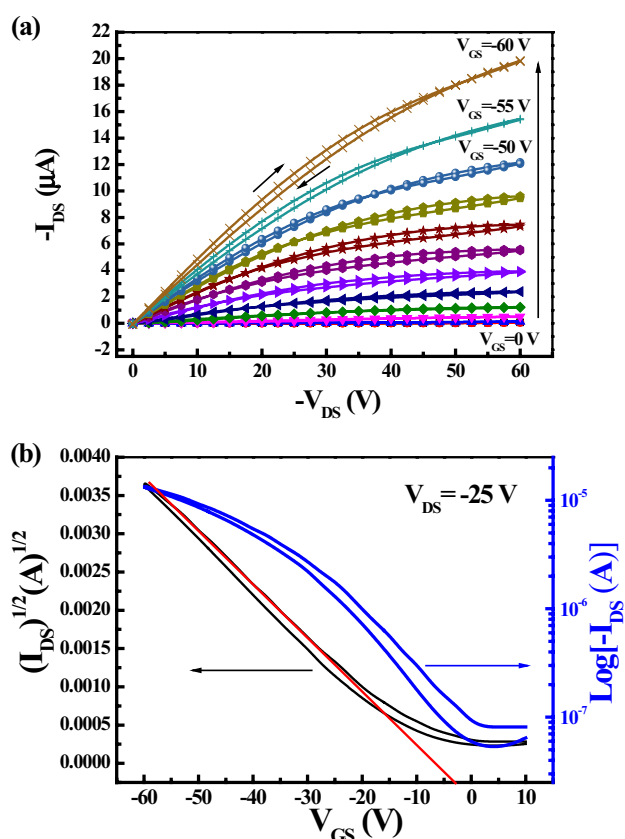 (a)
22
20
18
16
14
12
10
8
6
4
2
0
-2
-I_DS (µA)
V_GS=-60 V
V_GS=-55 V
V_GS=-50 V
V_GS=0 V
0 10 20 30 40 50 60
-V_DS (V)
(b)
0.0040
0.0035
0.0030
0.0025
0.0020
0.0015
0.0010
0.0005
0.0000
(I_DS)^1/2 (A)^1/2
V_DS= -25 V
10^-5
10^-6
10^-7
Log[-I_DS (A)]
-60 -50 -40 -30 -20 -10 0 10
V_GS (V)